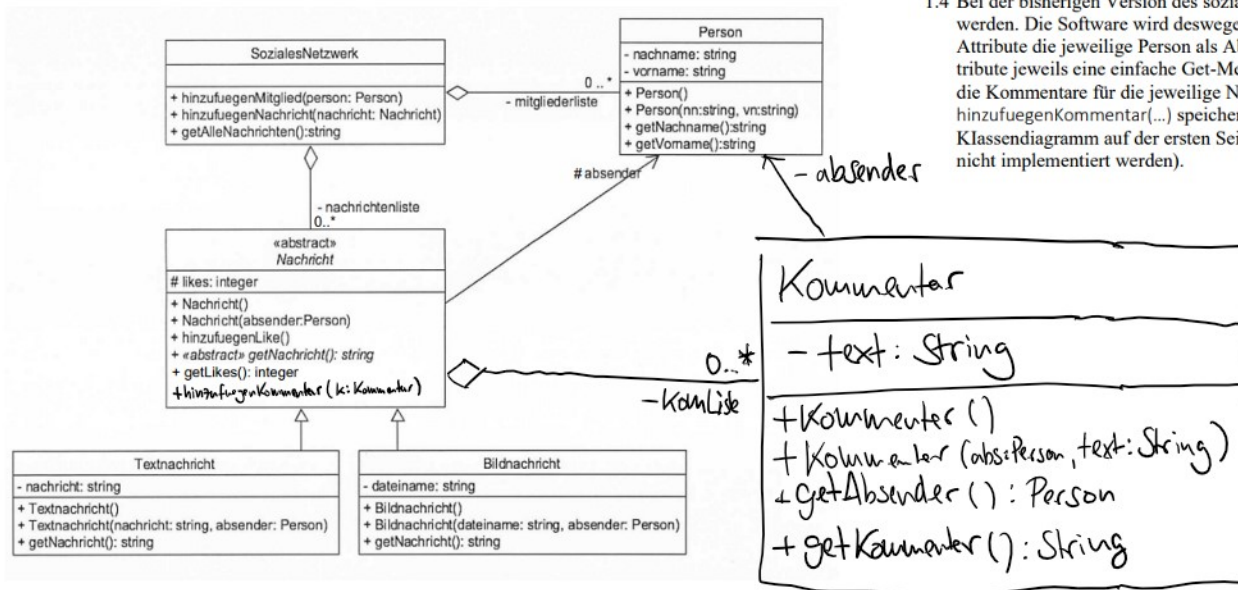 1.4 Bei der bisherigen Version des sozia
werden. Die Software wird deswege
Attribute die jeweilige Person als Al
tribute jeweils eine einfache Get-Me
die Kommentare für die jeweilige N
hinzufuegenKommentar(...) speicher
Klassendiagramm auf der ersten Sei
nicht implementiert werden).
SozialesNetzwerk
+ hinzufuegenMitglied(person: Person)
+ hinzufuegenNachricht(nachricht: Nachricht)
+ getAlleNachrichten():string
0..*
- mitgliederliste
Person
- nachname: string
- vorname: string
+ Person()
+ Person(nn:string, vn:string)
+ getNachname():string
+ getVorname():string
# absender
- absender
- nachrichtenliste
0..*
«abstract»
Nachricht
# likes: integer
+ Nachricht()
+ Nachricht(absender:Person)
+ hinzufuegenLike()
+ «abstract» getNachricht(): string
+ getLikes(): integer
+ hinzufuegenKommentar (k: Kommentar)
0..*
- KomListe
Kommentar
- text: String
+ Kommentar ()
+ Kommentar (abs:Person, text: String)
+ getAbsender () : Person
+ getKommentar () : String
Textnachricht
- nachricht: string
+ Textnachricht()
+ Textnachricht(nachricht: string, absender: Person)
+ getNachricht(): string
Bildnachricht
- dateiname: string
+ Bildnachricht()
+ Bildnachricht(dateiname: string, absender: Person)
+ getNachricht(): string